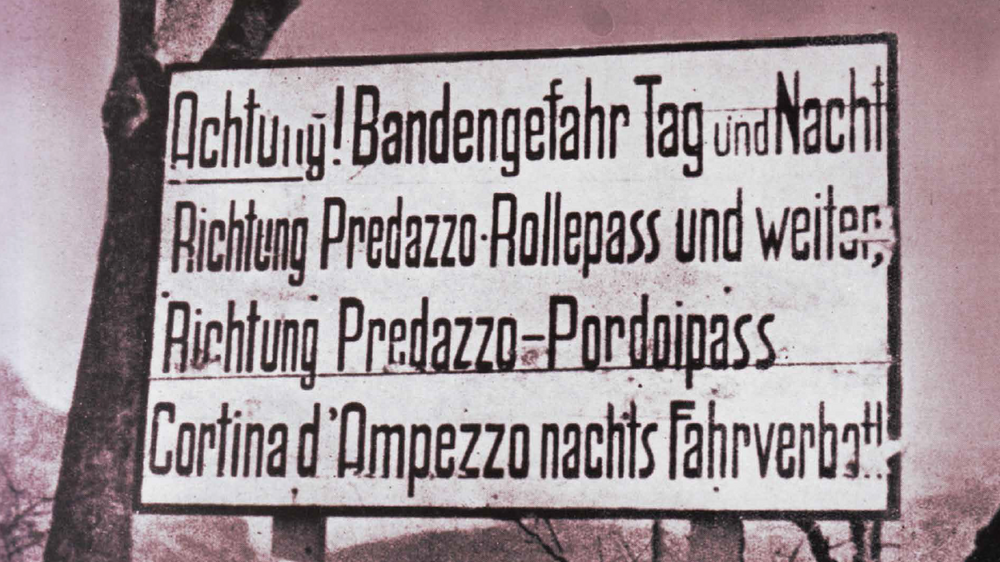 Achtung! Bandengefahr Tag und Nacht
Richtung Predazzo-Rollepass und weiter,
Richtung Predazzo-Pordoipass
Cortina d'Ampezzo nachts Fahrverbot!